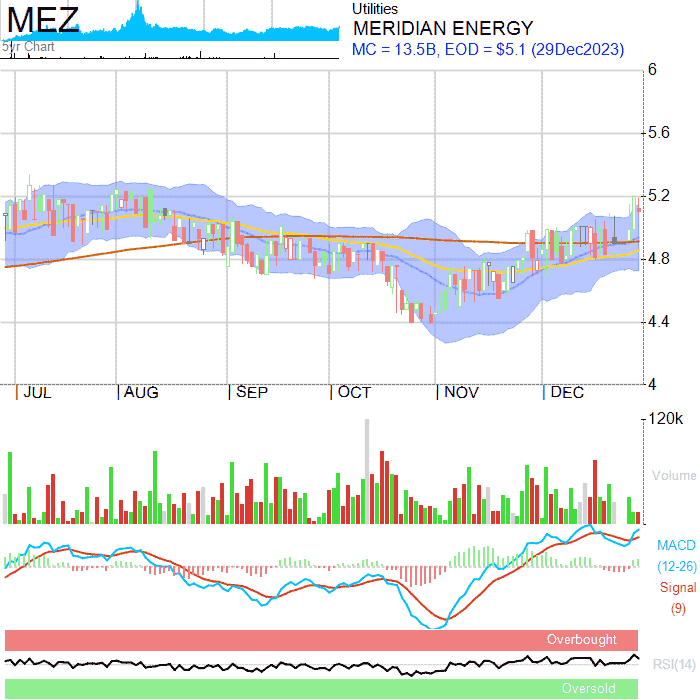 MEZ
5yr Chart
Utilities
MERIDIAN ENERGY
MC = 13.5B, EOD = $5.1 (29Dec2023)
6
5.6
5.2
4.8
4.4
4
JUL AUG SEP OCT NOV DEC
120k
Volume
MACD
(12-26)
Signal
(9)
Overbought
RSI(14)
Oversold